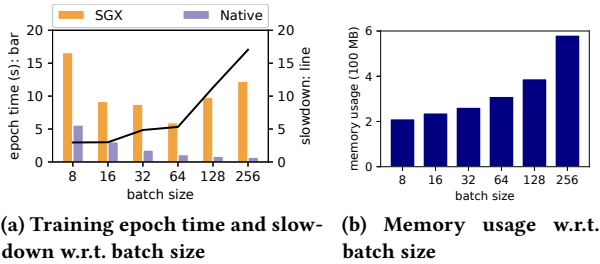 SGX Native
epoch time (s): bar
20
15
10
5
0
20
15
10
5
0
slowdown: line
8 16 32 64 128 256
batch size
(a) Training epoch time and slow-
down w.r.t. batch size
memory usage (100 MB)
6
4
2
0
8 16 32 64 128 256
batch size
(b) Memory usage w.r.t.
batch size